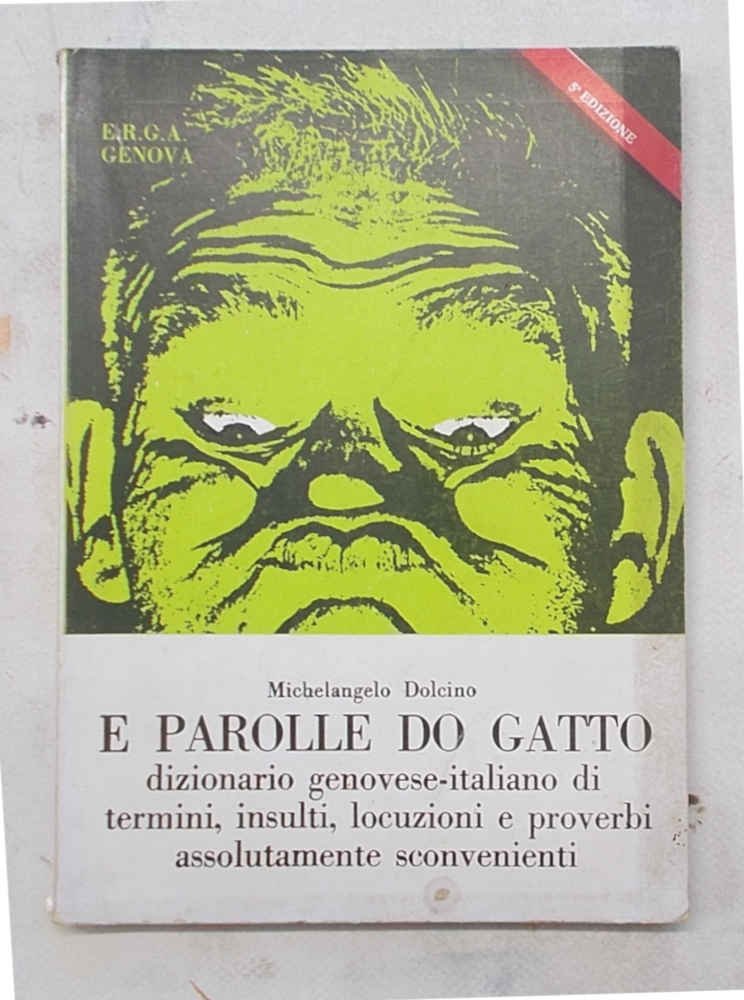 E.R.G.A.
GENOVA
5ª EDIZIONE
Michelangelo Dolcino
E PAROLLE DO GATTO
dizionario genovese-italiano di
termini, insulti, locuzioni e proverbi
assolutamente sconvenienti